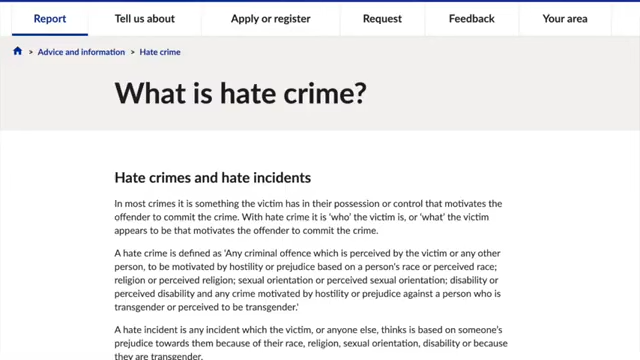 Report Tell us about Apply or register Request Feedback Your area
> Advice and information > Hate crime
What is hate crime?
Hate crimes and hate incidents
In most crimes it is something the victim has in their possession or control that motivates the
offender to commit the crime. With hate crime it is 'who' the victim is, or 'what' the victim
appears to be that motivates the offender to commit the crime.
A hate crime is defined as 'Any criminal offence which is perceived by the victim or any other
person, to be motivated by hostility or prejudice based on a person's race or perceived race;
religion or perceived religion; sexual orientation or perceived sexual orientation; disability or
perceived disability and any crime motivated by hostility or prejudice against a person who is
transgender or perceived to be transgender.'
A hate incident is any incident which the victim, or anyone else, thinks is based on someone's
prejudice towards them because of their race, religion, sexual orientation, disability or because
they are transgender.